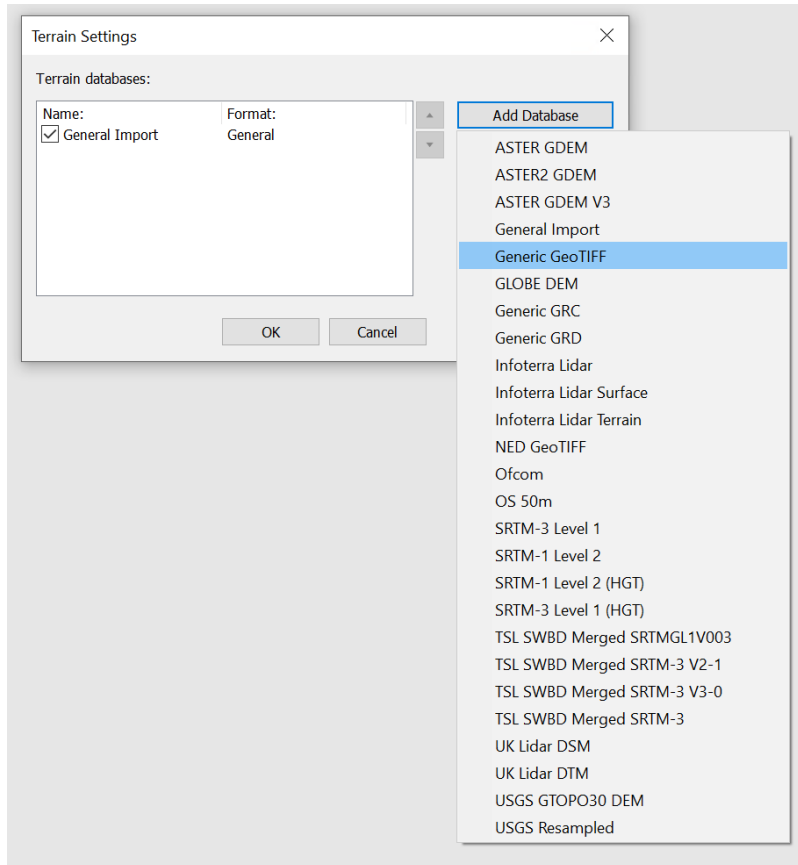 Terrain Settings
Terrain databases:
Name: Format:
General Import General
Add Database
OK Cancel
ASTER GDEM
ASTER2 GDEM
ASTER GDEM V3
General Import
Generic GeoTIFF
GLOBE DEM
Generic GRC
Generic GRD
Infoterra Lidar
Infoterra Lidar Surface
Infoterra Lidar Terrain
NED GeoTIFF
Ofcom
OS 50m
SRTM-3 Level 1
SRTM-1 Level 2
SRTM-1 Level 2 (HGT)
SRTM-3 Level 1 (HGT)
TSL SWBD Merged SRTMGL1V003
TSL SWBD Merged SRTM-3 V2-1
TSL SWBD Merged SRTM-3 V3-0
TSL SWBD Merged SRTM-3
UK Lidar DSM
UK Lidar DTM
USGS GTOPO30 DEM
USGS Resampled